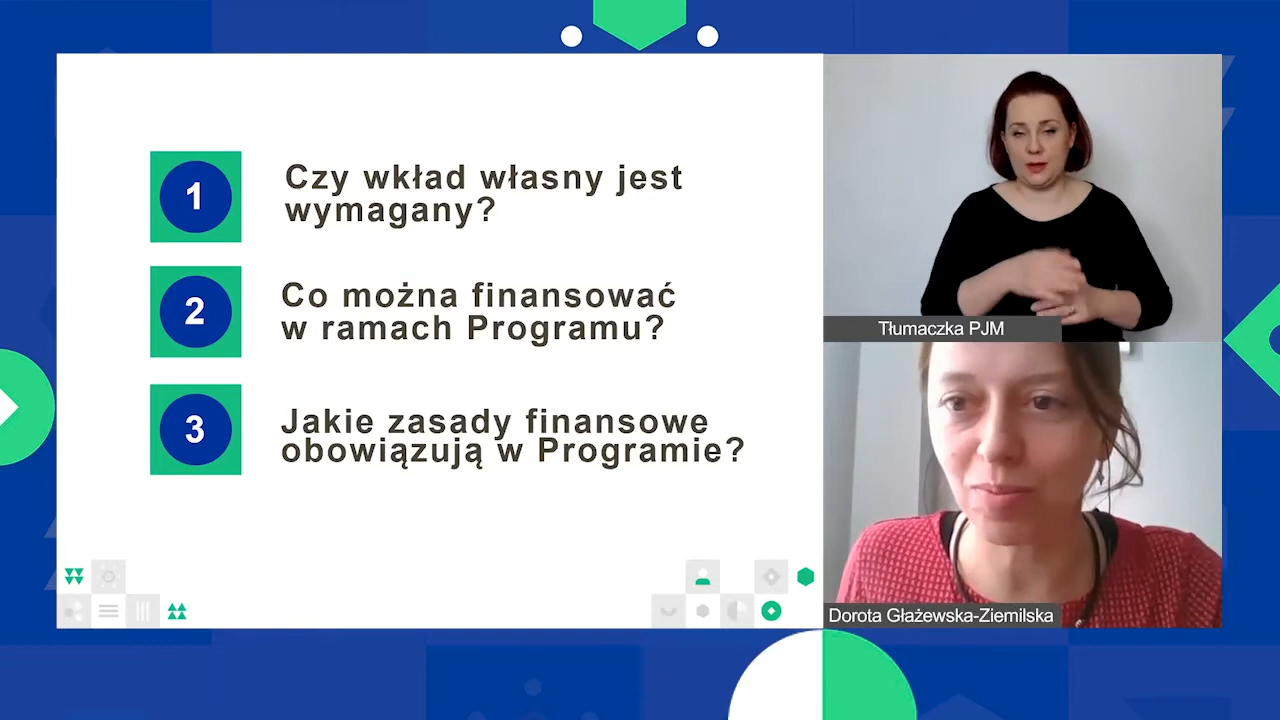 1
Czy wkład własny jest
wymagany?
2
Co można finansować
w ramach Programu?
3
Jakie zasady finansowe
obowiązują w Programie?
Tłumaczka PJM
Dorota Głażewska-Ziemilska